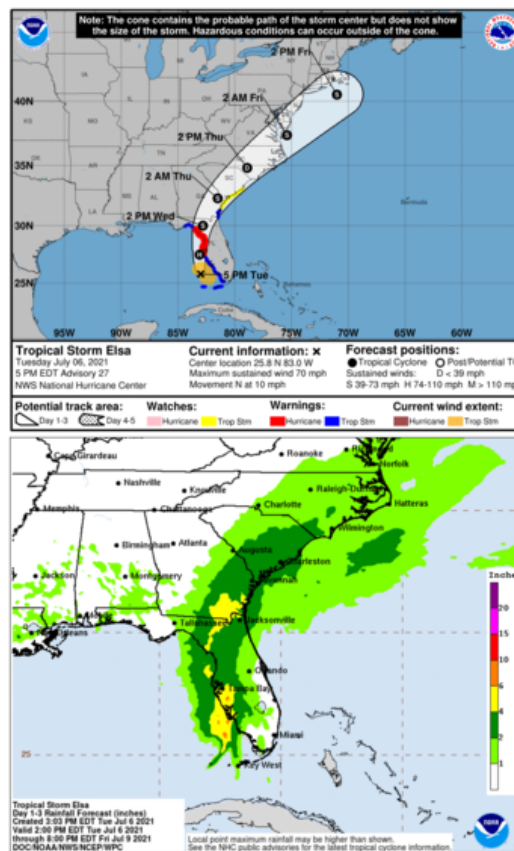 Note: The cone contains the probable path of the storm center but does not show
the size of the storm. Hazardous conditions can occur outside of the cone.
NOAA
2 PM Fri
2 AM Fri
2 PM Thu
2 AM Thu
2 PM Wed
5 PM Tue
40N
35N
30N
25N
Bermuda
Bahamas
Cuba
95W 90W 85W 80W 75W 70W 65W 60W
Tropical Storm Elsa
Tuesday July 06, 2021
5 PM EDT Advisory 27
NWS National Hurricane Center
Current information: x
Center location 25.8 N 83.0 W
Maximum sustained wind 70 mph
Movement N at 10 mph
Forecast positions:
Tropical Cyclone Post/Potential T
Sustained winds: D < 39 mph
S 39-73 mph H 74-110 mph M > 110 mp
Potential track area:
Day 1-3 Day 4-5
Watches:
Hurricane Trop Stm
Warnings:
Hurricane Trop Stm
Current wind extent:
Hurricane Trop Stm
Cape Girardeau
Roanoke
Norfolk
Nashville
Knoxville
Raleigh-Durham
Hatteras
Memphis
Chattanooga
Charlotte
Wilmington
Birmingham
Atlanta
Augusta
Charleston
Jackson
Montgomery
Savannah
Tallahassee
Jacksonville
New Orleans
Orlando
Tampa Bay
Miami
Key West
25
Inches
20
15
10
6
4
2
1
Tropical Storm Elsa
Day 1-3 Rainfall Forecast (inches)
Created 3:03 PM EDT Tue Jul 6 2021
Valid 2:00 PM EDT Tue Jul 6 2021
through 8:00 PM EDT Fri Jul 9 2021
DOC/NOAA/NWS/NCEP/WPC
Local point maximum rainfall may be higher than shown.
See the NHC public advisories for the latest tropical cyclone information.